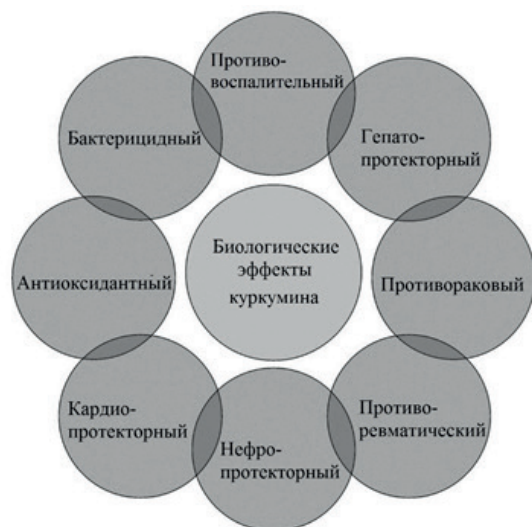 Противо-
воспалительный
Гепато-
протекторный
Противораковый
Противо-
ревматический
Нефро-
протекторный
Кардио-
протекторный
Антиоксидантный
Бактерицидный
Биологические
эффекты
куркумина